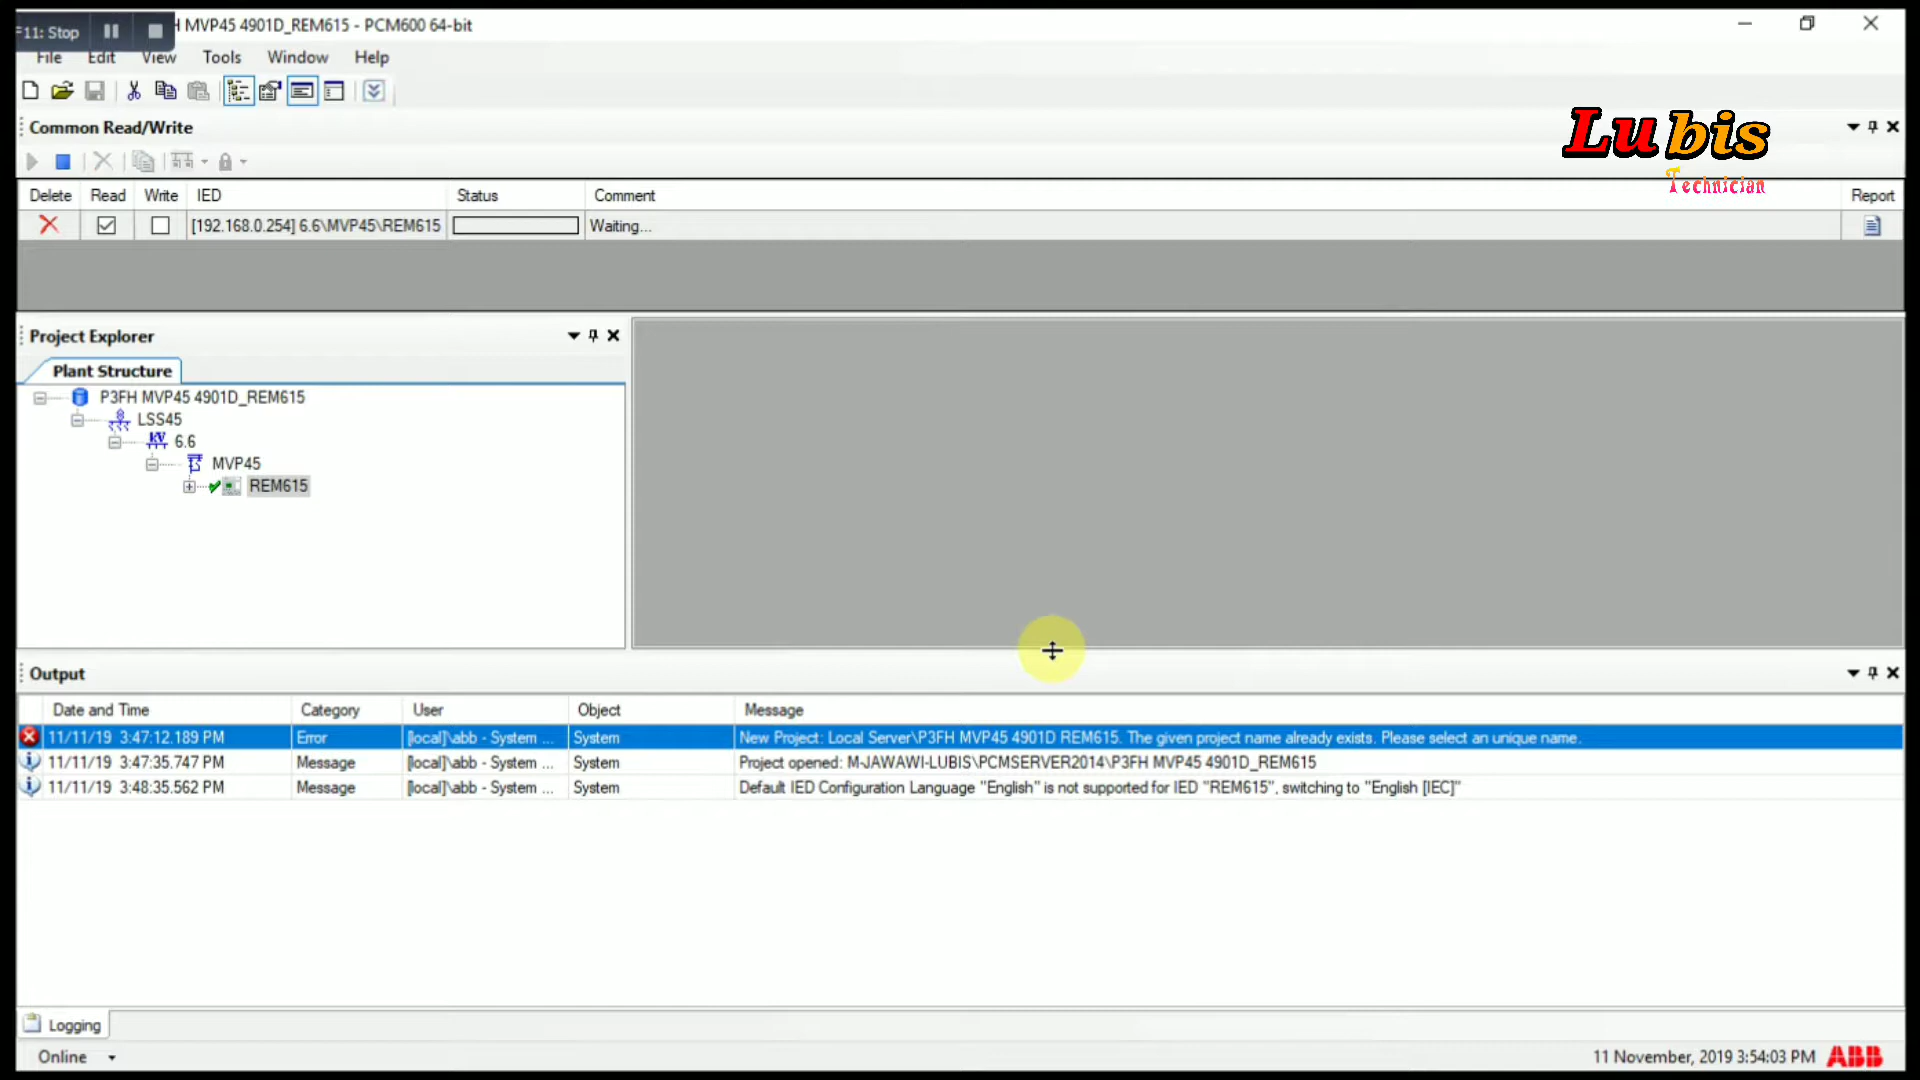 F11: Stop
H MVP45 4901D_REM615 - PCM600 64-bit
File Edit View Tools Window Help
Common Read/Write
Lubis
Technician
Delete Read Write IED Status Comment Report
[192.168.0.254] 6.6\MVP45\REM615 Waiting...
Project Explorer
Plant Structure
P3FH MVP45 4901D_REM615
LSS45
KV 6.6
MVP45
REM615
Output
Date and Time Category User Object Message
11/11/19 3:47:12.189 PM Error [local]\abb - System ... System New Project: Local Server\P3FH MVP45 4901D REM615. The given project name already exists. Please select an unique name.
11/11/19 3:47:35.747 PM Message [local]\abb - System ... System Project opened: M-JAWAWI-LUBIS\PCMSERVER2014\P3FH MVP45 4901D_REM615
11/11/19 3:48:35.562 PM Message [local]\abb - System ... System Default IED Configuration Language "English" is not supported for IED "REM615", switching to "English [IEC]"
Logging
Online 11 November, 2019 3:54:03 PM ABB